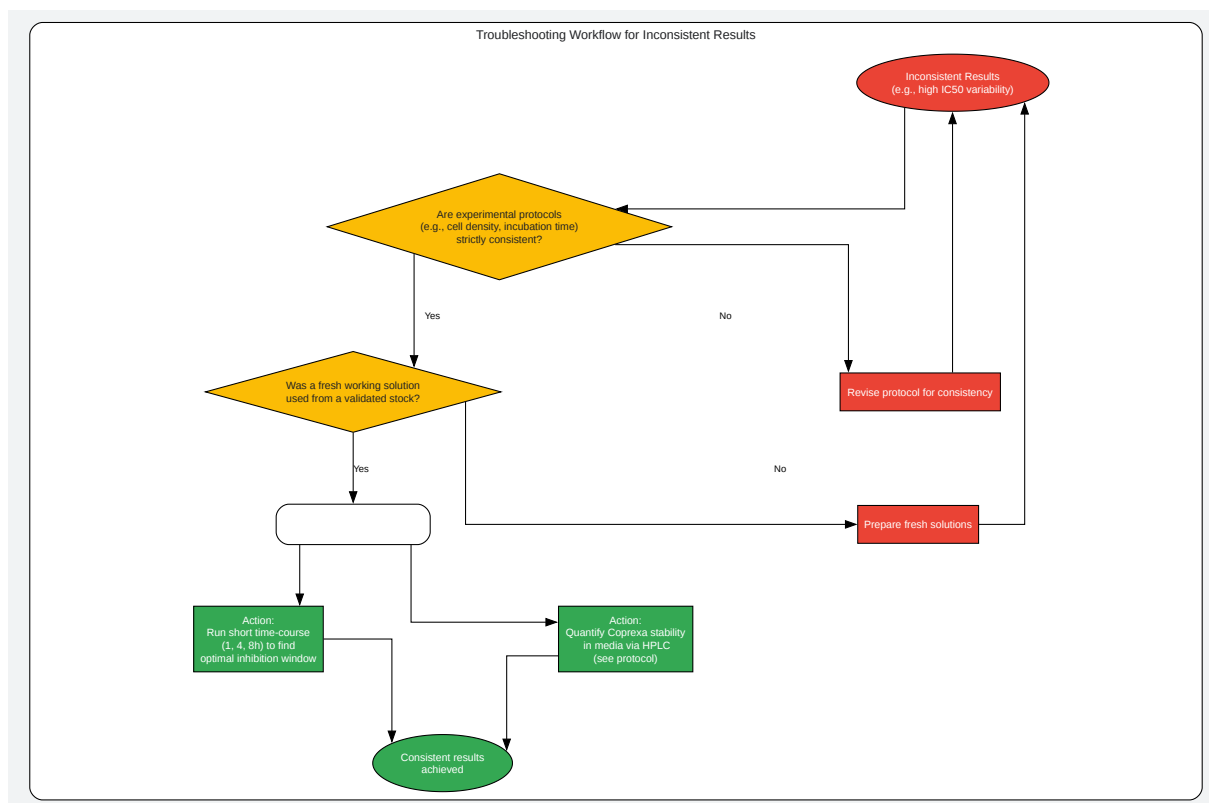 Troubleshooting Workflow for Inconsistent Results
Inconsistent Results
(e.g., high IC50 variability)
Are experimental protocols
(e.g., cell density, incubation time)
strictly consistent?
Yes
No
Was a fresh working solution
used from a validated stock?
Revise protocol for consistency
Yes
No
Prepare fresh solutions
Action:
Run short time-course
(1, 4, 8h) to find
optimal inhibition window
Action:
Quantify Coprexa stability
in media via HPLC
(see protocol)
Consistent results
achieved